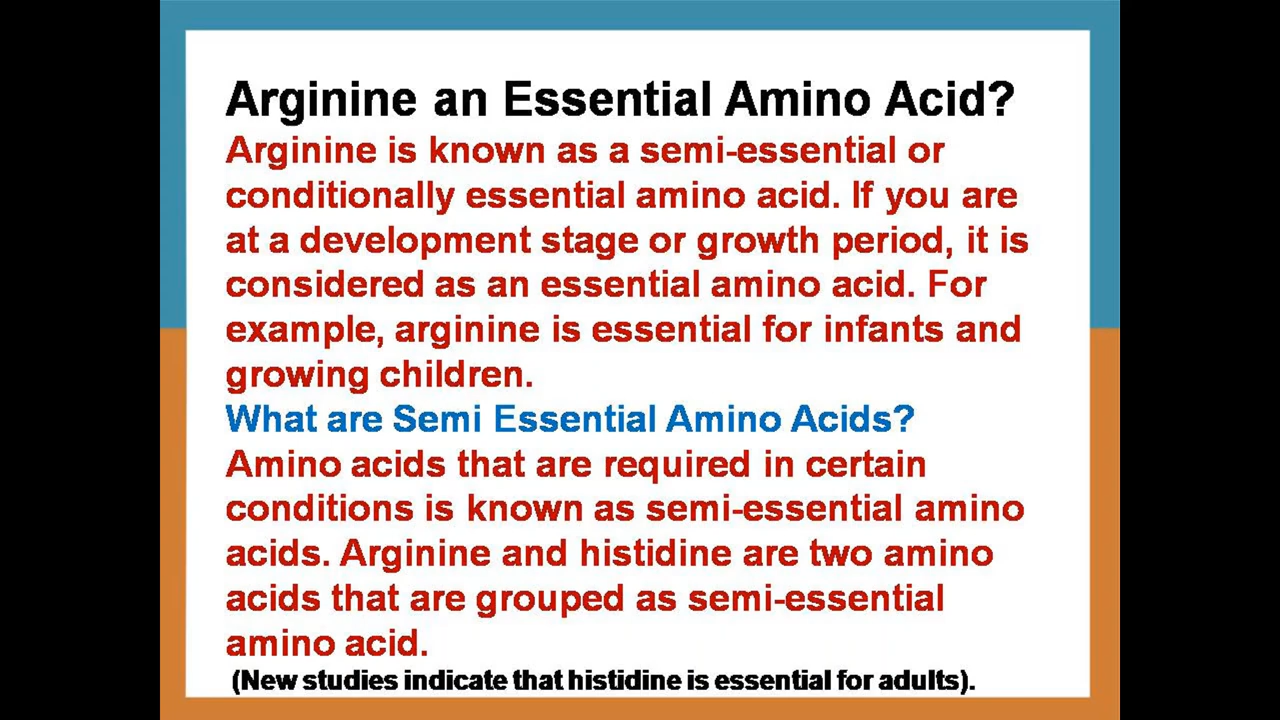 Arginine an Essential Amino Acid?
Arginine is known as a semi-essential or
conditionally essential amino acid. If you are
at a development stage or growth period, it is
considered as an essential amino acid. For
example, arginine is essential for infants and
growing children.
What are Semi Essential Amino Acids?
Amino acids that are required in certain
conditions is known as semi-essential amino
acids. Arginine and histidine are two amino
acids that are grouped as semi-essential
amino acid.
(New studies indicate that histidine is essential for adults).